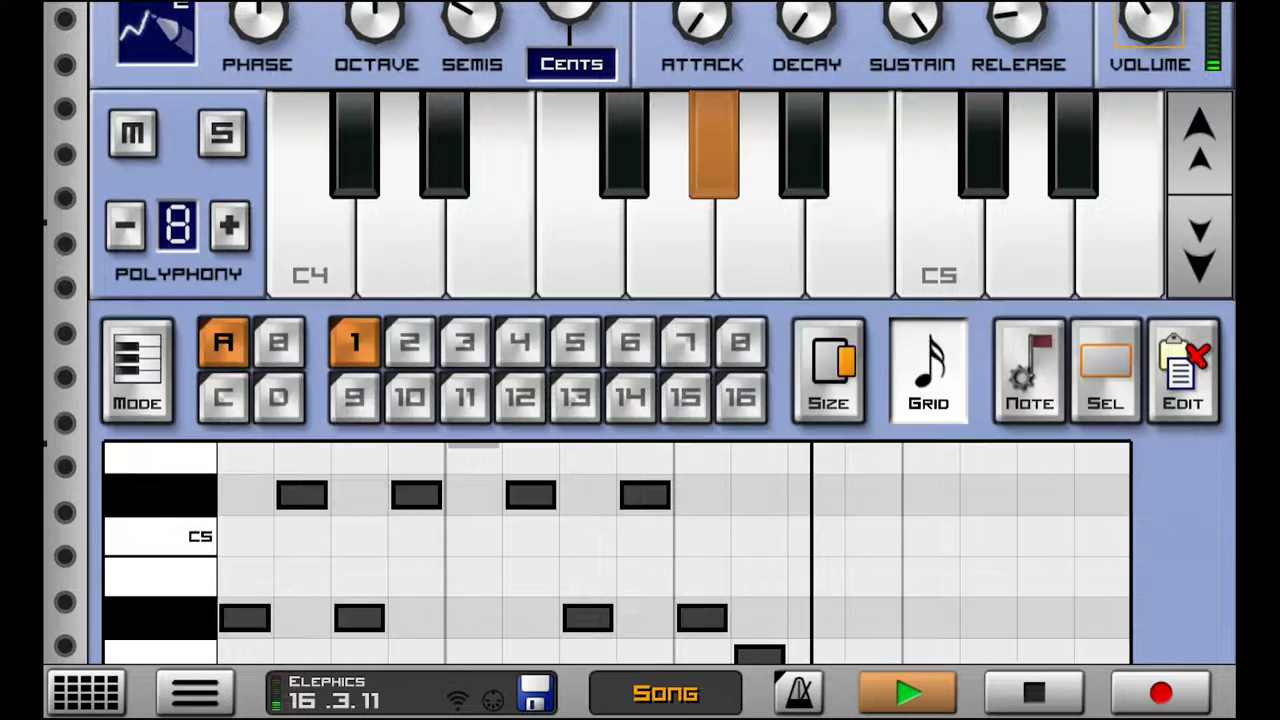 PHASE OCTAVE SEMIS CENTS ATTACK DECAY SUSTAIN RELEASE VOLUME
M S
- 8 +
POLYPHONY
C4 C5
MODE
A B
C D
1 2 3 4 5 6 7 8
9 10 11 12 13 14 15 16
SIZE GRID NOTE SEL EDIT
C5
ELEPHICS
16 .3.11
SONG